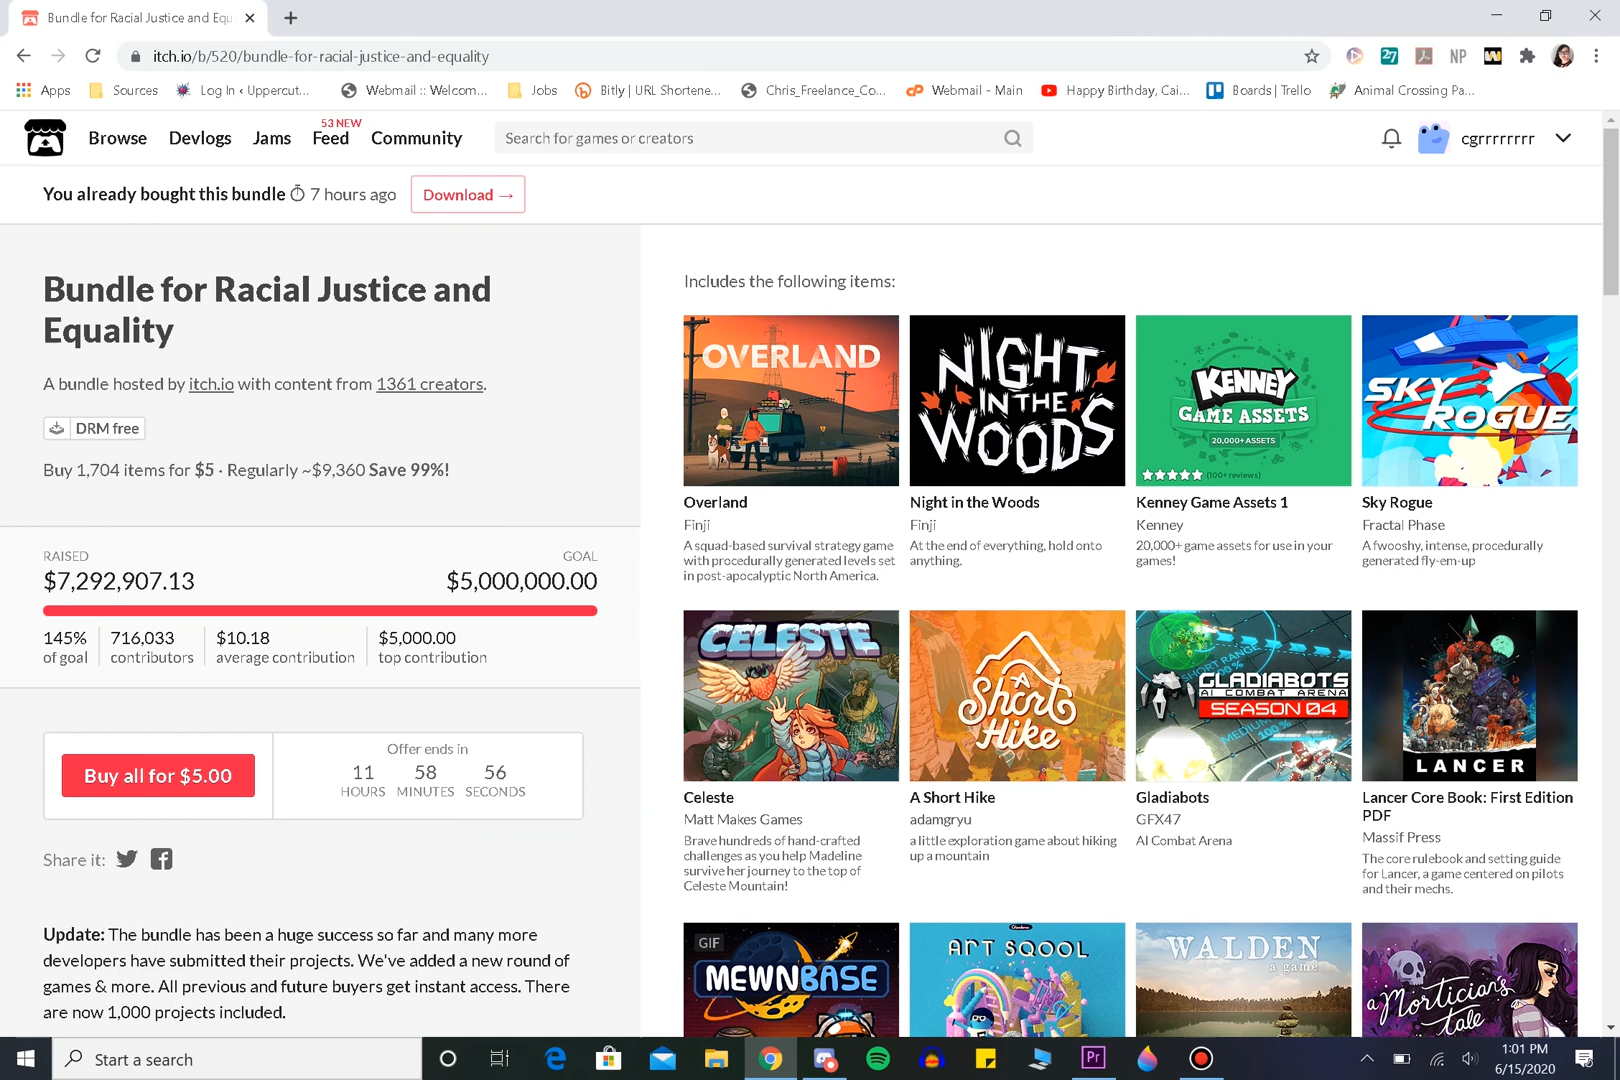 Bundle for Racial Justice and Equ
itch.io/b/520/bundle-for-racial-justice-and-equality
27
NP
Apps
Sources
Log In ‹ Uppercut...
Webmail :: Welcom...
Jobs
Bitly | URL Shortene...
Chris_Freelance_Co...
Webmail - Main
Happy Birthday, Cai...
Boards | Trello
Animal Crossing Pa...
Browse
Devlogs
Jams
53 NEW
Feed
Community
Search for games or creators
cgrrrrrrrr
You already bought this bundle 7 hours ago
Download →
Bundle for Racial Justice and
Equality
A bundle hosted by itch.io with content from 1361 creators.
DRM free
Buy 1,704 items for $5 · Regularly ~$9,360 Save 99%!
RAISED
GOAL
$7,292,907.13
$5,000,000.00
145%
of goal
716,033
contributors
$10.18
average contribution
$5,000.00
top contribution
Buy all for $5.00
Offer ends in
11
HOURS
58
MINUTES
56
SECONDS
Share it:
Update: The bundle has been a huge success so far and many more
developers have submitted their projects. We've added a new round of
games & more. All previous and future buyers get instant access. There
are now 1,000 projects included.
Includes the following items:
OVERLAND
Overland
Finji
A squad-based survival strategy game
with procedurally generated levels set
in post-apocalyptic North America.
NIGHT
IN THE
WOODS
Night in the Woods
Finji
At the end of everything, hold onto
anything.
KENNEY
GAME ASSETS
20,000+ ASSETS
(100+ reviews)
Kenney Game Assets 1
Kenney
20,000+ game assets for use in your
games!
SKY
ROGUE
Sky Rogue
Fractal Phase
A fwooshy, intense, procedurally
generated fly-em-up
CELESTE
Celeste
Matt Makes Games
Brave hundreds of hand-crafted
challenges as you help Madeline
survive her journey to the top of
Celeste Mountain!
A
Short
Hike
A Short Hike
adamgryu
a little exploration game about hiking
up a mountain
SHORT RANGE
100%
GLADIABOTS
AI COMBAT ARENA
SEASON 04
MEDIUM
100%
Gladiabots
GFX47
AI Combat Arena
LANCER
Lancer Core Book: First Edition
PDF
Massif Press
The core rulebook and setting guide
for Lancer, a game centered on pilots
and their mechs.
GIF
MEWNBASE
ART SQOOL
WALDEN
a game
a Mortician's
tale
Start a search
Pr
1:01 PM
6/15/2020